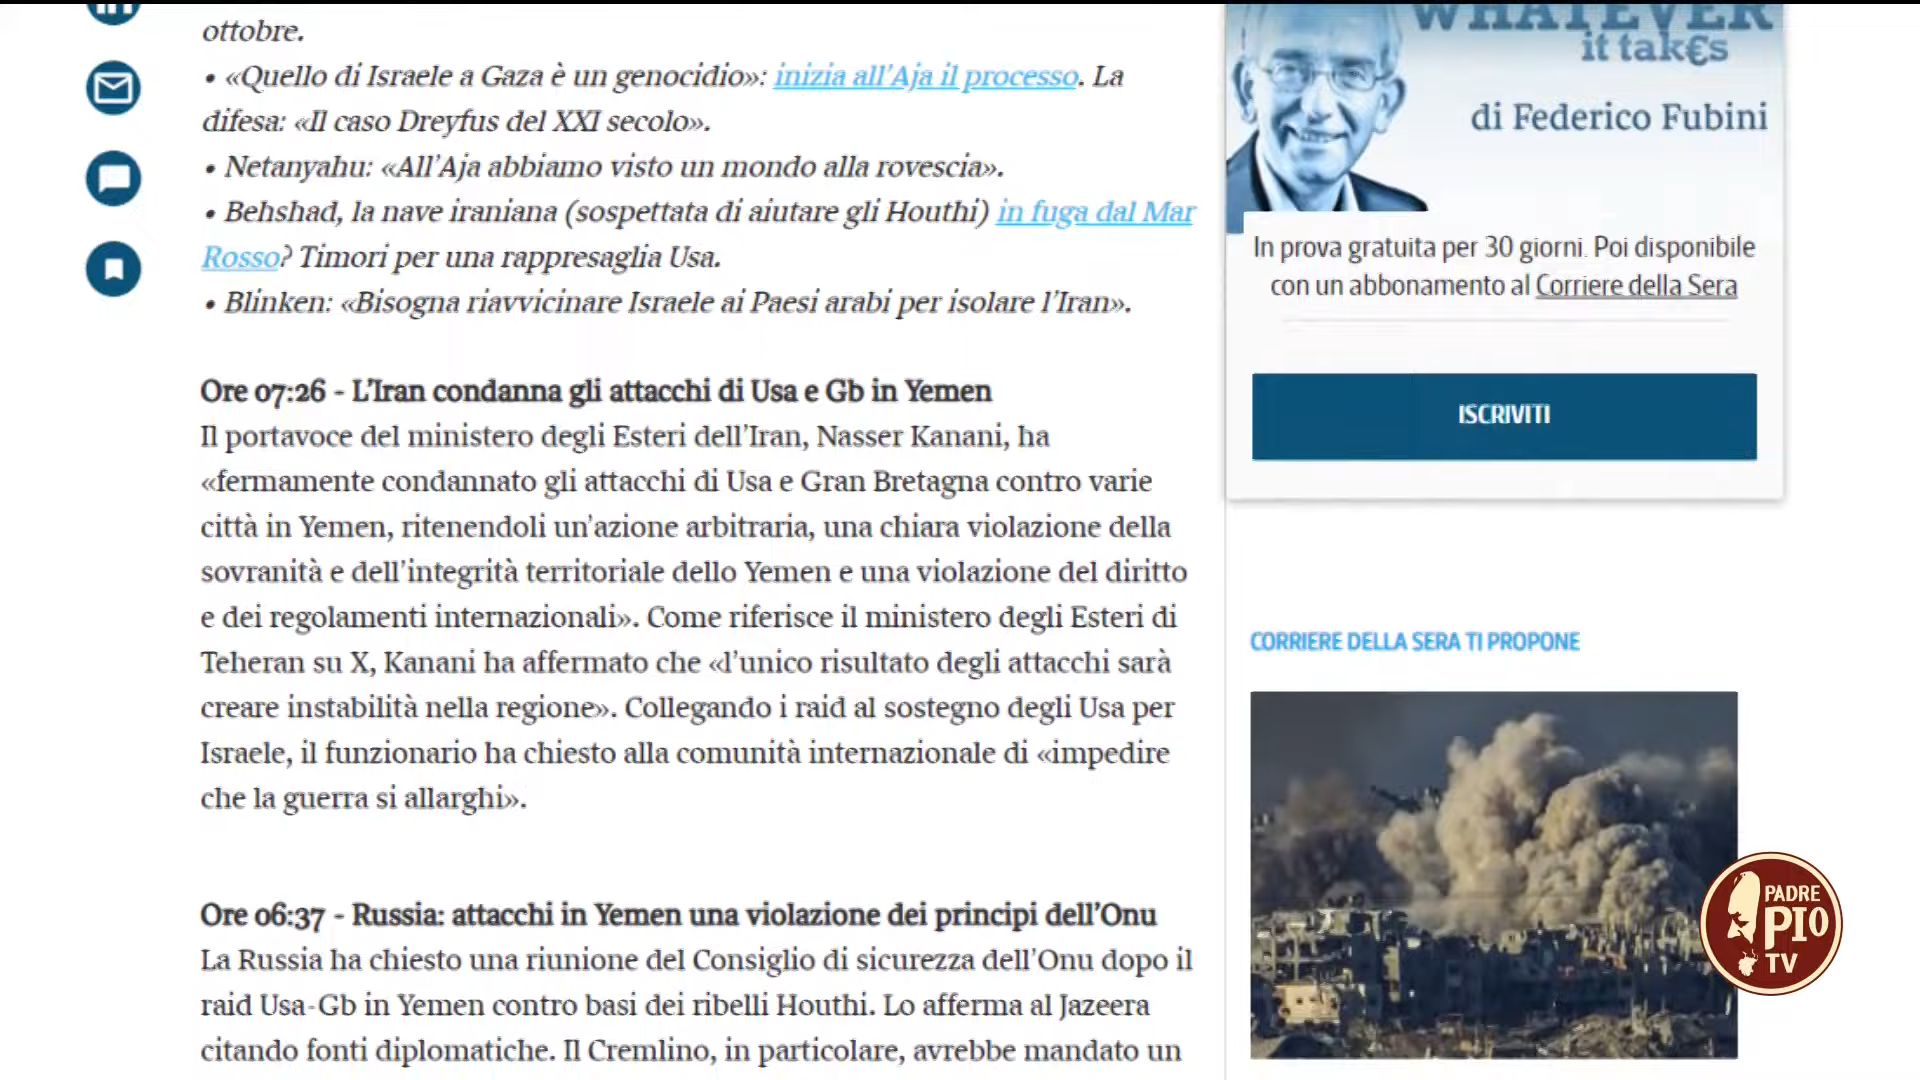 ottobre.
• «Quello di Israele a Gaza è un genocidio»: inizia all'Aja il processo. La
difesa: «Il caso Dreyfus del XXI secolo».
• Netanyahu: «All'Aja abbiamo visto un mondo alla rovescia».
• Behshad, la nave iraniana (sospettata di aiutare gli Houthi) in fuga dal Mar
Rosso? Timori per una rappresaglia Usa.
• Blinken: «Bisogna riavvicinare Israele ai Paesi arabi per isolare l'Iran».
Ore 07:26 - L'Iran condanna gli attacchi di Usa e Gb in Yemen
Il portavoce del ministero degli Esteri dell'Iran, Nasser Kanani, ha
«fermamente condannato gli attacchi di Usa e Gran Bretagna contro varie
città in Yemen, ritenendoli un'azione arbitraria, una chiara violazione della
sovranità e dell'integrità territoriale dello Yemen e una violazione del diritto
e dei regolamenti internazionali». Come riferisce il ministero degli Esteri di
Teheran su X, Kanani ha affermato che «l'unico risultato degli attacchi sarà
creare instabilità nella regione». Collegando i raid al sostegno degli Usa per
Israele, il funzionario ha chiesto alla comunità internazionale di «impedire
che la guerra si allarghi».
Ore 06:37 - Russia: attacchi in Yemen una violazione dei principi dell'Onu
La Russia ha chiesto una riunione del Consiglio di sicurezza dell'Onu dopo il
raid Usa-Gb in Yemen contro basi dei ribelli Houthi. Lo afferma al Jazeera
citando fonti diplomatiche. Il Cremlino, in particolare, avrebbe mandato un
WHATEVER
it tak€s
di Federico Fubini
In prova gratuita per 30 giorni. Poi disponibile
con un abbonamento al Corriere della Sera
ISCRIVITI
CORRIERE DELLA SERA TI PROPONE
PADRE
PIO
TV